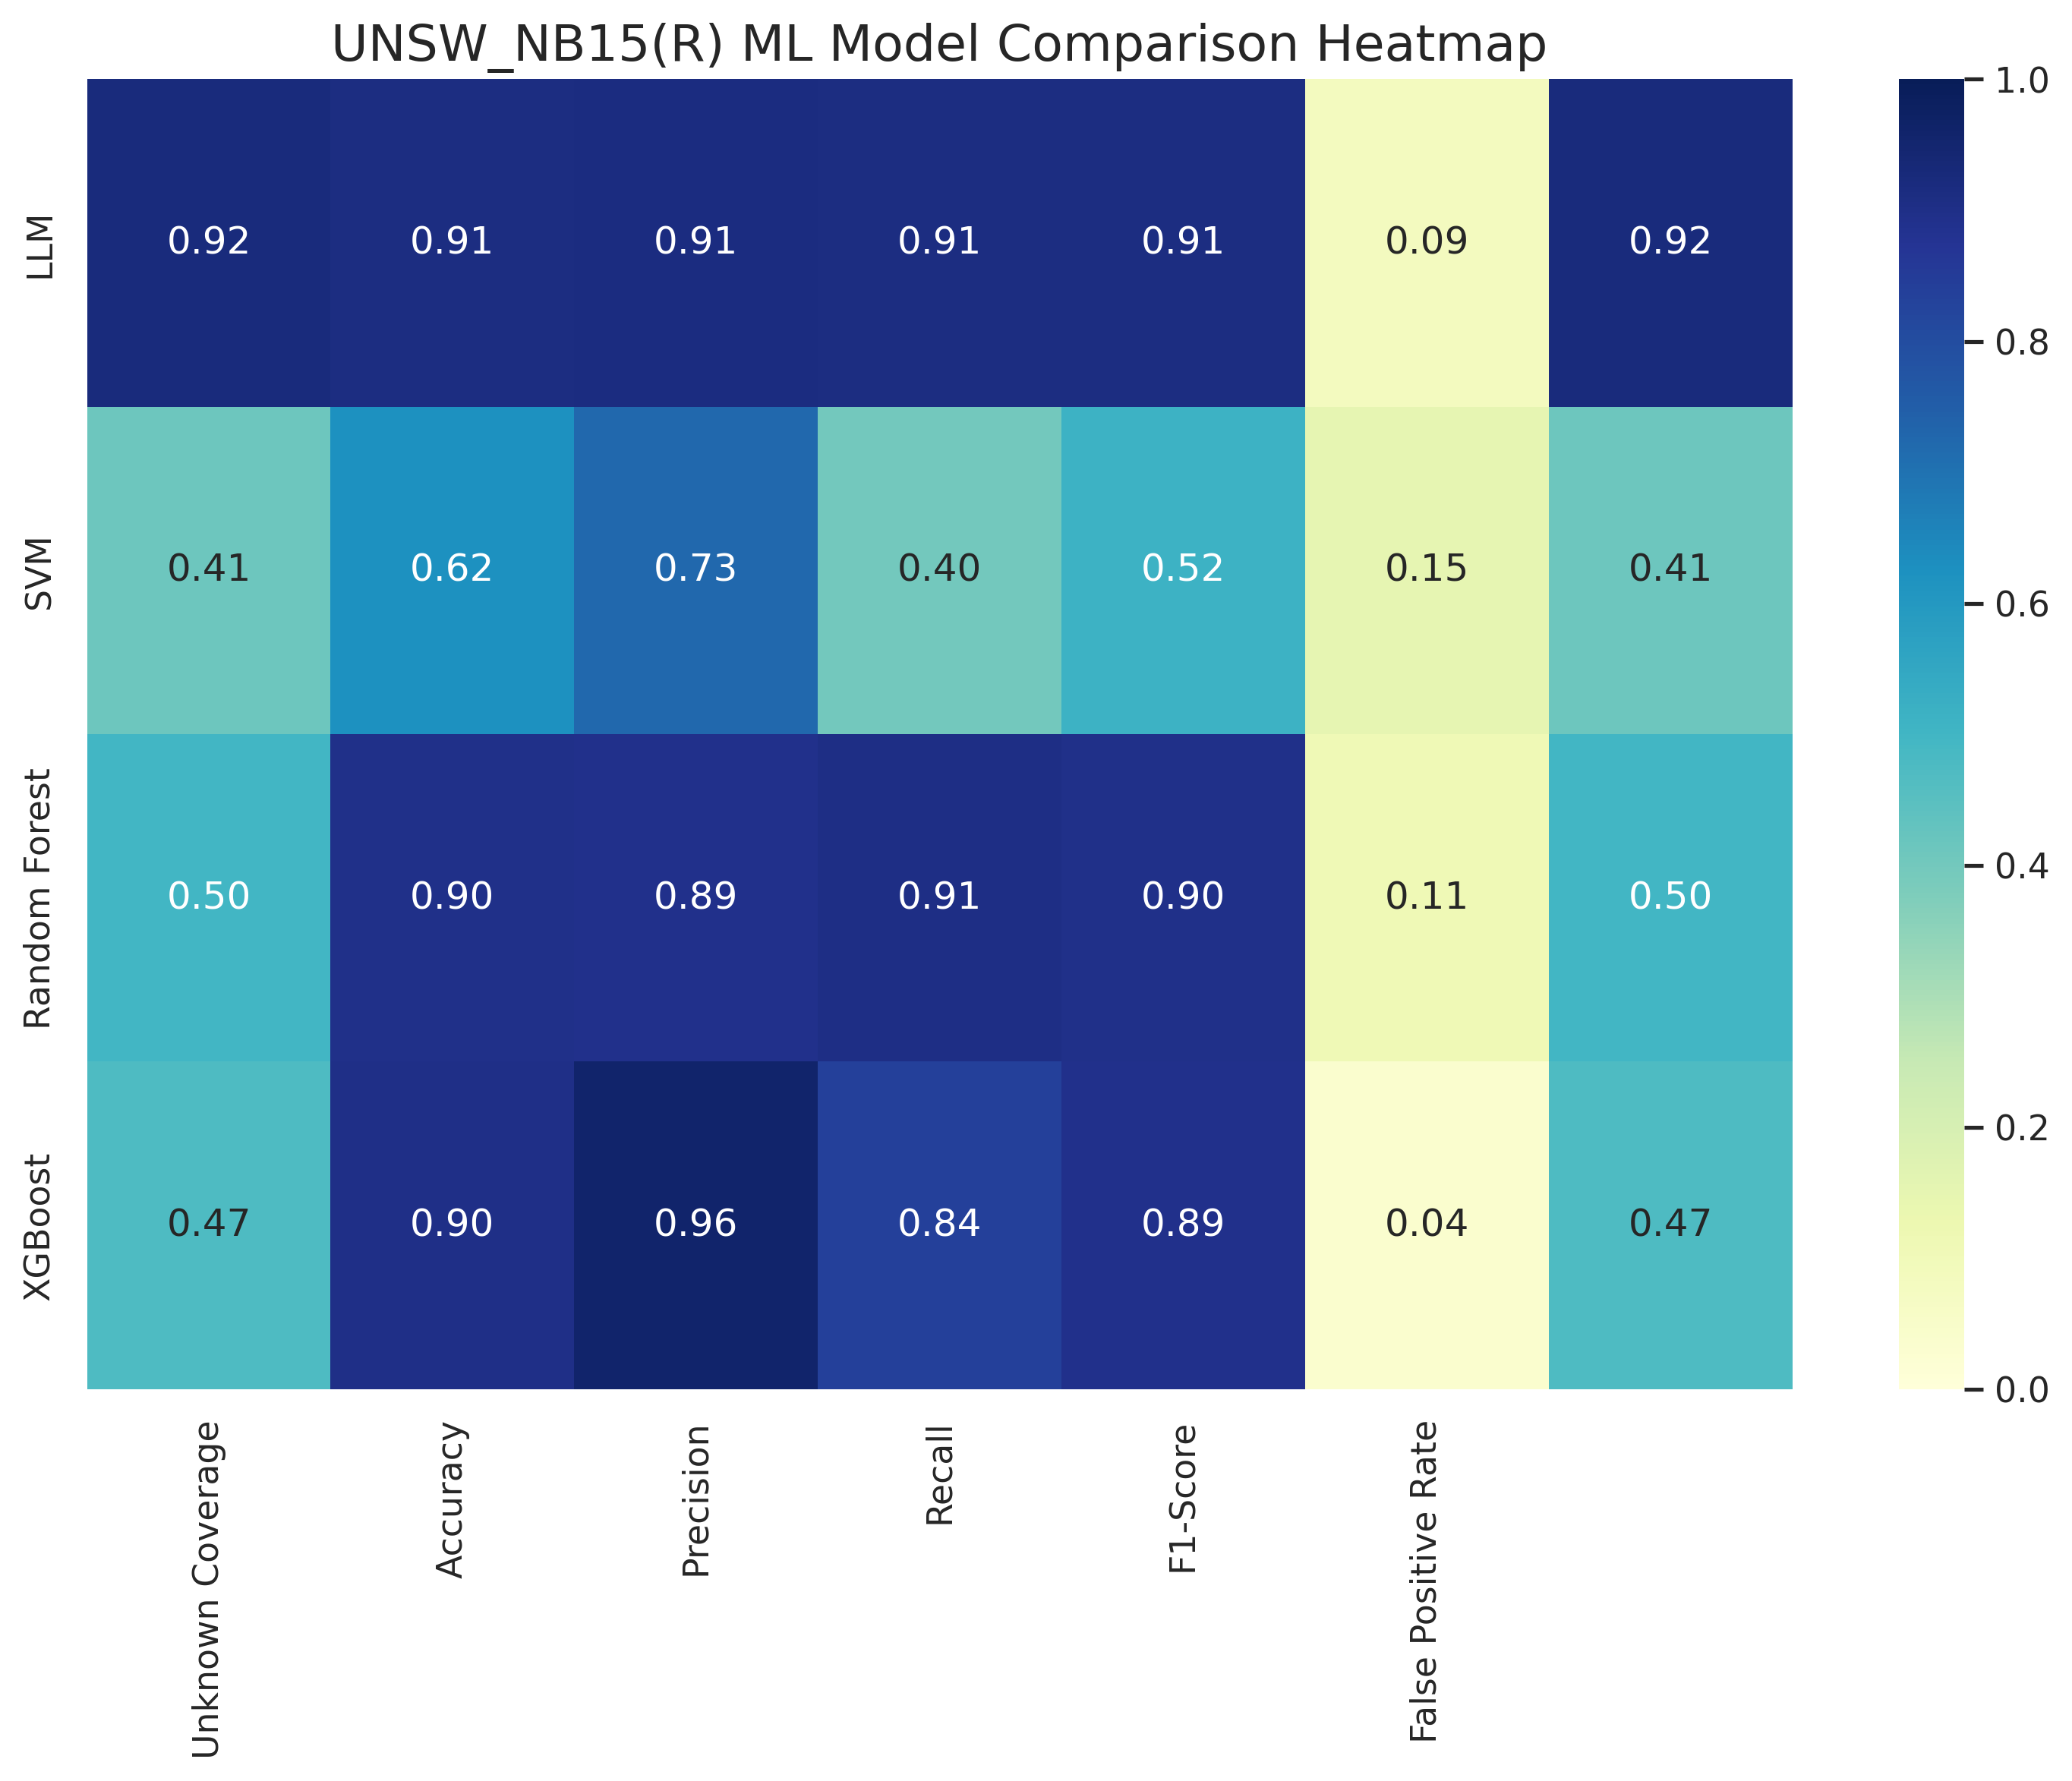 UNSW_NB15(R) ML Model Comparison Heatmap
LLM
0.92 0.91 0.91 0.91 0.91 0.09 0.92
SVM
0.41 0.62 0.73 0.40 0.52 0.15 0.41
Random Forest
0.50 0.90 0.89 0.91 0.90 0.11 0.50
XGBoost
0.47 0.90 0.96 0.84 0.89 0.04 0.47
Unknown Coverage
Accuracy
Precision
Recall
F1-Score
False Positive Rate
1.0
0.8
0.6
0.4
0.2
0.0